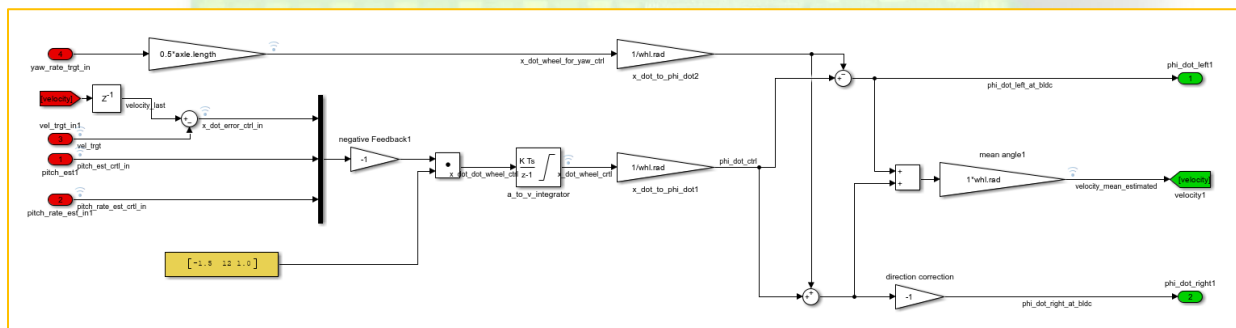 4
yaw_rate_trgt_in
0.5*axle.length
x_dot_wheel_for_yaw_ctrl
1/whl.rad
x_dot_to_phi_dot2
phi_dot_left1
1
phi_dot_left_at_bldc
[velocity]
z-1
velocity_last
vel_trgt_in1
3
vel_trgt
x_dot_error_ctrl_in
pitch_est1
1
pitch_est_crtl_in
2
pitch_rate_est_in1
pitch_rate_est_crtl_in
negative Feedback1
-1
x_dot_dot_wheel_ctrl
K Ts
z-1
a_to_v_integrator
x_dot_wheel_crtl
1/whl.rad
x_dot_to_phi_dot1
phi_dot_ctrl
mean angle1
1*whl.rad
velocity_mean_estimated
[velocity]
velocity1
[-1.5 12 1.0]
direction correction
-1
phi_dot_right_at_bldc
phi_dot_right1
2